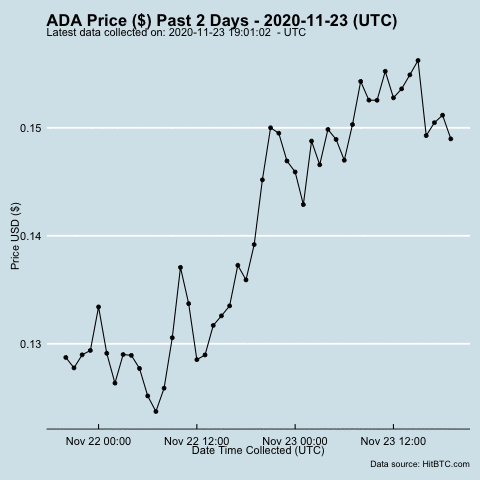 ADA Price ($) Past 2 Days - 2020-11-23 (UTC)
Latest data collected on: 2020-11-23 19:01:02 - UTC
0.15
0.14
0.13
Price USD ($)
Nov 22 00:00 Nov 22 12:00 Nov 23 00:00 Nov 23 12:00
Date Time Collected (UTC)
Data source: HitBTC.com